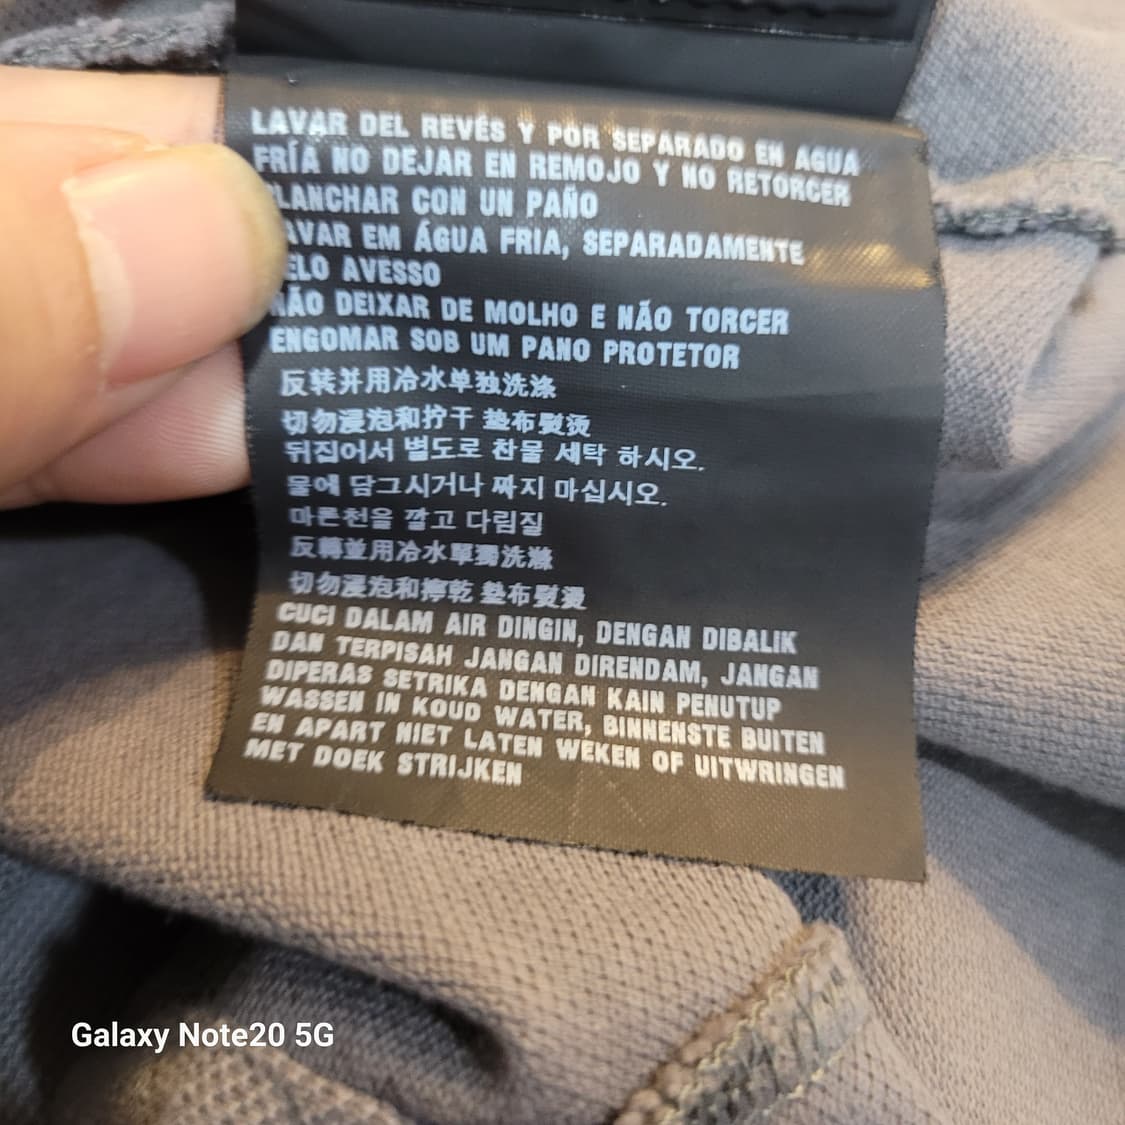 LAVAR DEL REVÉS Y POR SEPARADO EN AGUA
FRÍA NO DEJAR EN REMOJO Y NO RETORCER
LANCHAR CON UN PAÑO
AVAR EM ÁGUA FRIA, SEPARADAMENTE
ELO AVESSO
NÃO DEIXAR DE MOLHO E NÃO TORCER
ENGOMAR SOB UM PANO PROTETOR
反装并用冷水单独洗涤
切勿浸泡和拧干 垫布熨烫
뒤집어서 별도로 찬물 세탁 하시오.
물에 담그시거나 짜지 마십시오.
마른천을 깔고 다림질
反轉並用冷水單獨洗滌
切勿浸泡和擰乾 墊布熨燙
CUCI DALAM AIR DINGIN, DENGAN DIBALIK
DAN TERPISAH JANGAN DIRENDAM, JANGAN
DIPERAS SETRIKA DENGAN KAIN PENUTUP
WASSEN IN KOUD WATER, BINNENSTE BUITEN
EN APART NIET LATEN WEKEN OF UITWRINGEN
MET DOEK STRIJKEN
Galaxy Note20 5G